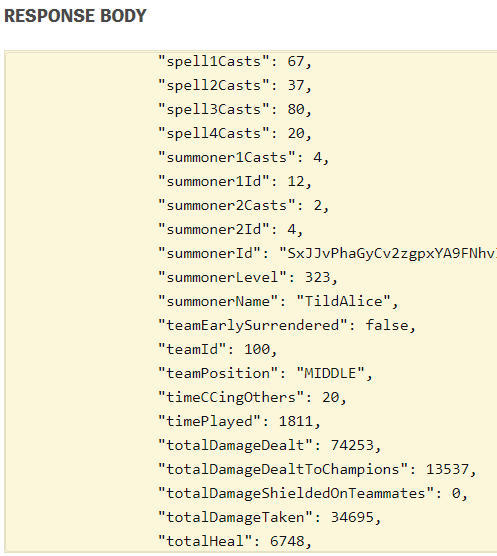 RESPONSE BODY
"spell1Casts": 67,
"spell2Casts": 37,
"spell3Casts": 80,
"spell4Casts": 20,
"summoner1Casts": 4,
"summoner1Id": 12,
"summoner2Casts": 2,
"summoner2Id": 4,
"summonerId": "SxJJvPhaGyCv2zgpxYA9FNhv
"summonerLevel": 323,
"summonerName": "TildAlice",
"teamEarlySurrendered": false,
"teamId": 100,
"teamPosition": "MIDDLE",
"timeCCingOthers": 20,
"timePlayed": 1811,
"totalDamageDealt": 74253,
"totalDamageDealtToChampions": 13537,
"totalDamageShieldedOnTeammates": 0,
"totalDamageTaken": 34695,
"totalHeal": 6748,